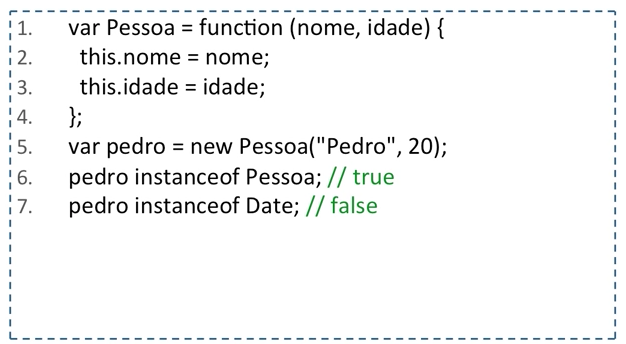 1. var Pessoa = function (nome, idade) {
2. this.nome = nome;
3. this.idade = idade;
4. };
5. var pedro = new Pessoa("Pedro", 20);
6. pedro instanceof Pessoa; // true
7. pedro instanceof Date; // false